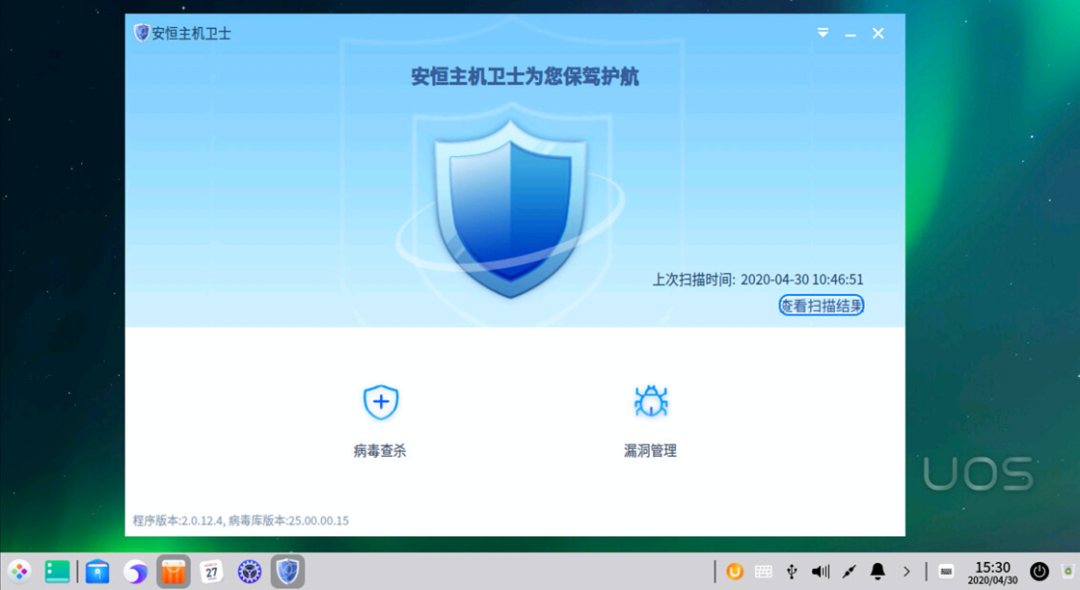 安恒主机卫士
安恒主机卫士为您保驾护航
上次扫描时间: 2020-04-30 10:46:51
查看扫描结果
病毒查杀
漏洞管理
程序版本:2.0.12.4, 病毒库版本:25.00.00.15
UOS
27
15:30
2020/04/30